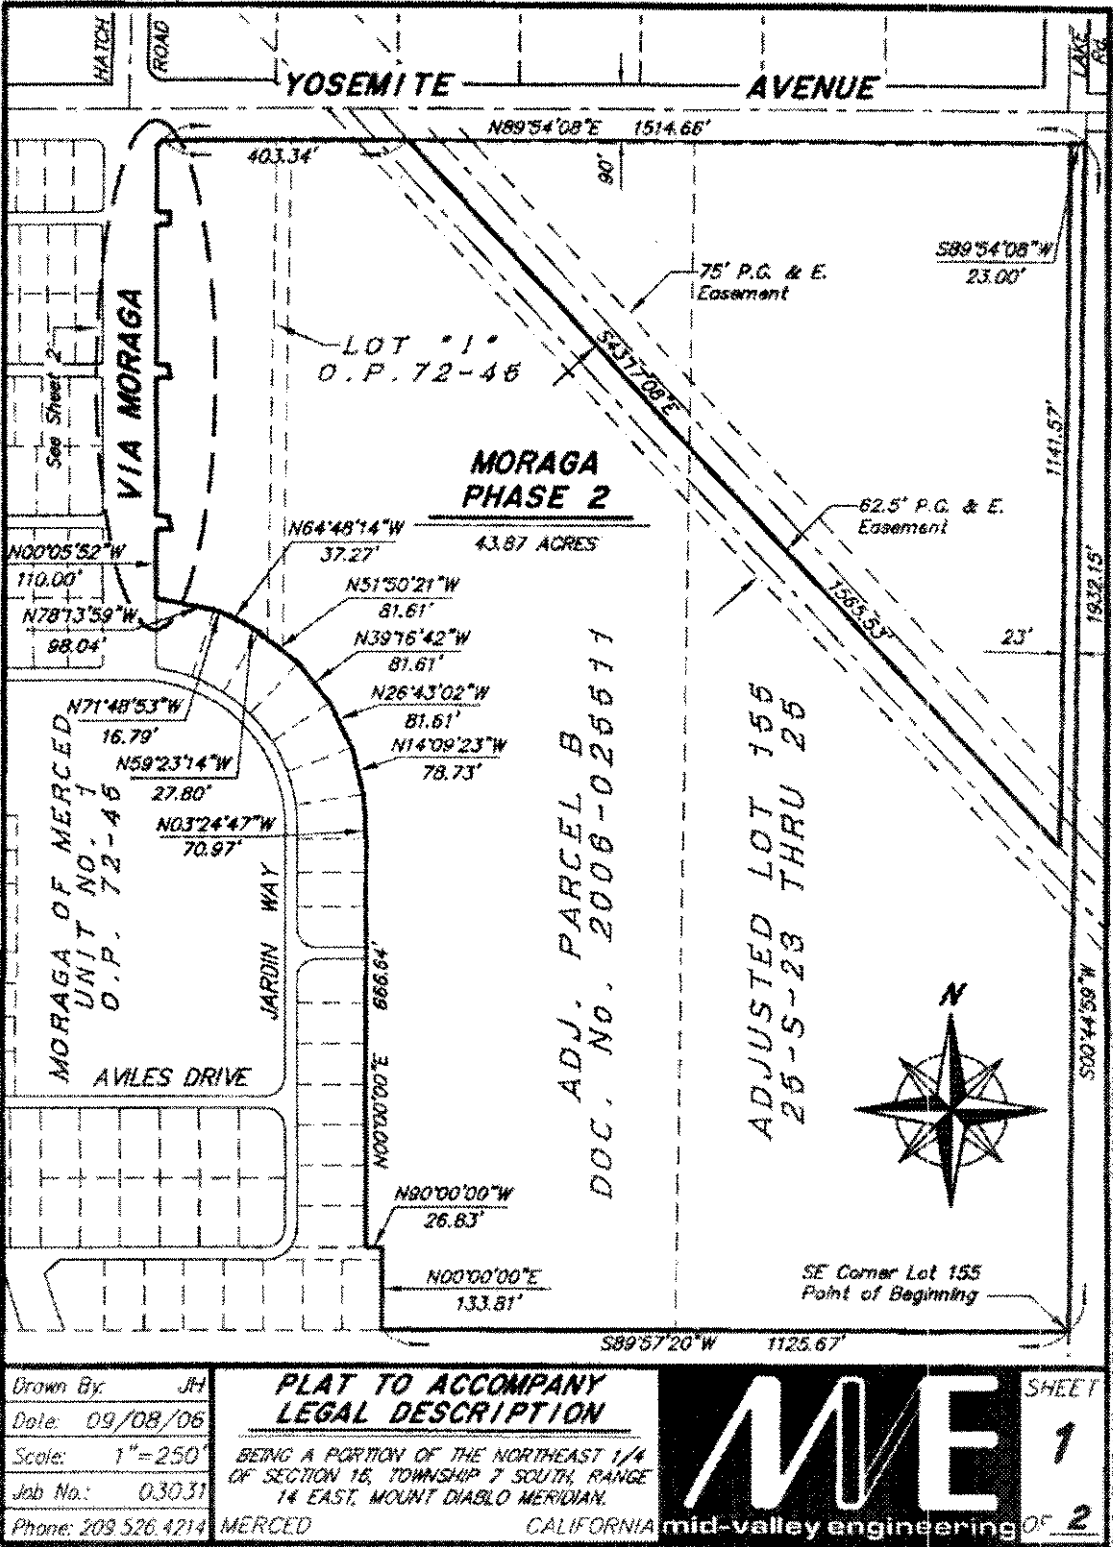 HATCH
ROAD
LAKE
Rd.
YOSEMITE AVENUE
N89°54'08"E 1514.66'
403.34'
90'
S89°54'08"W
23.00'
75' P.G. & E.
Easement
LOT "1"
O.P. 72-46
S43°17'08"E
See Sheet 2
VIA MORAGA
1141.57'
MORAGA
PHASE 2
43.87 ACRES
62.5' P.G. & E.
Easement
N64°48'14"W
37.27'
N00°05'52"W
110.00'
N51°50'21"W
81.61'
N78°13'59"W
98.04'
N39°16'42"W
81.61'
1565.53'
1932.15'
23'
N26°43'02"W
81.61'
N71°48'53"W
16.79'
N14°09'23"W
78.73'
N59°23'14"W
27.80'
N03°24'47"W
70.97'
MORAGA OF MERCED
UNIT NO. 1
O.P. 72-46
JARDIN WAY
ADJ. PARCEL B
DOC. No. 2006-025511
ADJUSTED LOT 155
25-S-23 THRU 25
666.64'
N00°00'00"E
S00°44'59"W
N
AVILES DRIVE
N90°00'00"W
26.83'
N00°00'00"E
133.81'
SE Corner Lot 155
Point of Beginning
S89°57'20"W 1125.67'
Drawn By: JH
Date: 09/08/06
Scale: 1"=250'
Job No.: 03031
Phone: 209.526.4214
PLAT TO ACCOMPANY
LEGAL DESCRIPTION
BEING A PORTION OF THE NORTHEAST 1/4
OF SECTION 16, TOWNSHIP 7 SOUTH, RANGE
14 EAST, MOUNT DIABLO MERIDIAN.
MERCED CALIFORNIA
MVE
mid-valley engineering
SHEET
1
OF 2